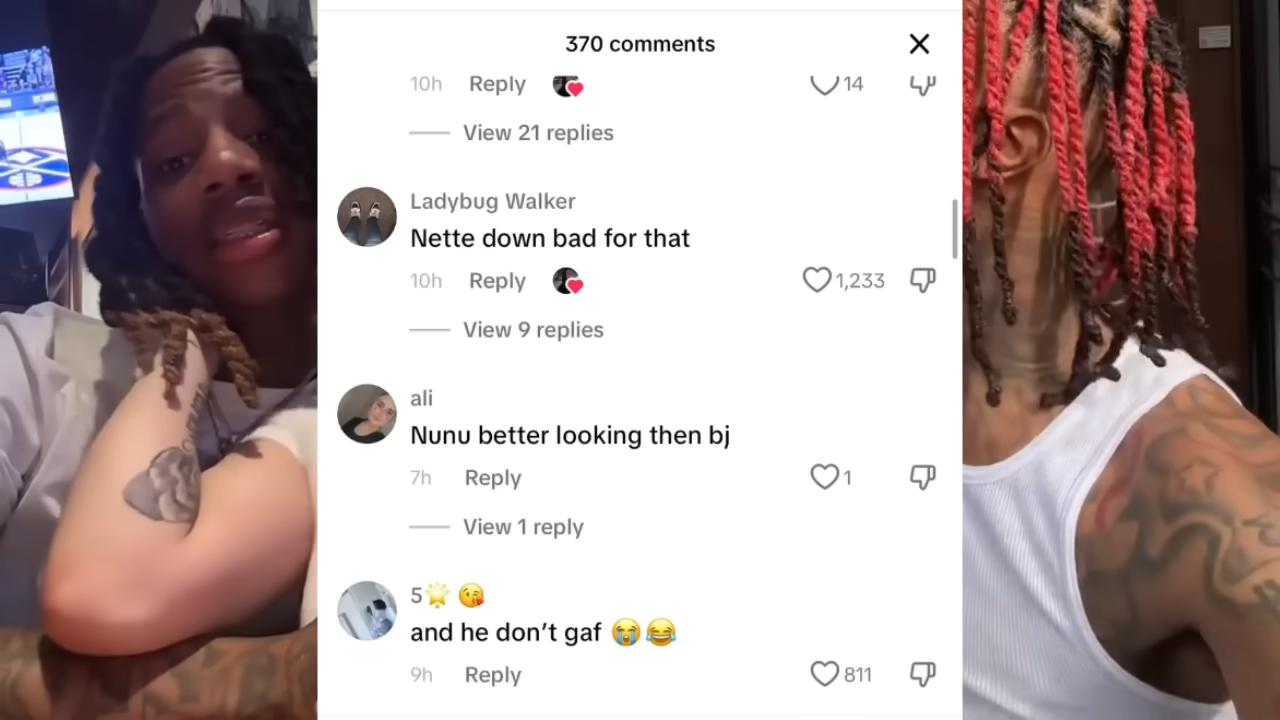 370 comments
10h Reply 14
View 21 replies
Ladybug Walker
Nette down bad for that
10h Reply 1,233
View 9 replies
ali
Nunu better looking then bj
7h Reply 1
View 1 reply
5🌟 😘
and he don’t gaf 😭😂
9h Reply 811